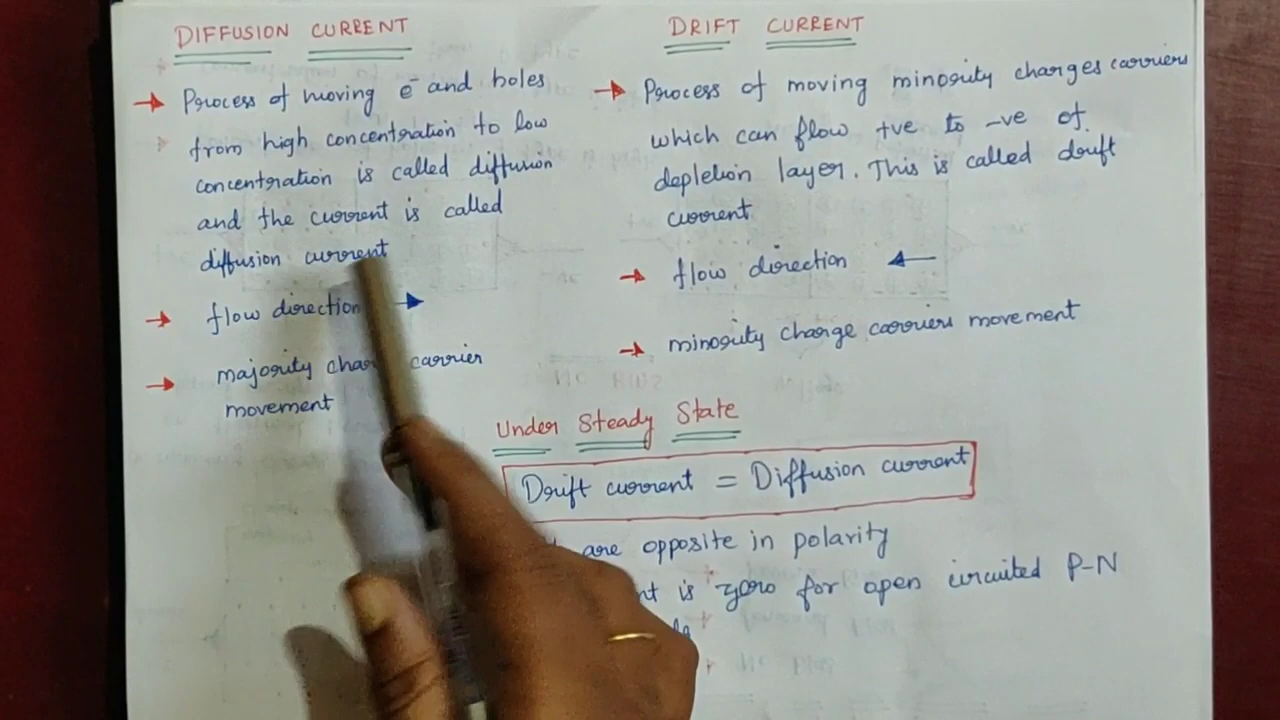 DIFFUSION CURRENT
Process of moving e⁻ and holes
from high concentration to low
concentration is called diffusion
and the current is called
diffusion current
flow direction
majority carrier
movement
DRIFT CURRENT
Process of moving minority charges carriers
which can flow +ve to -ve of
depletion layer. This is called drift
current
flow direction ←
minority charge carriers movement
Under Steady State
Drift current = Diffusion current
are opposite in polarity
is zero for open circuited P-N